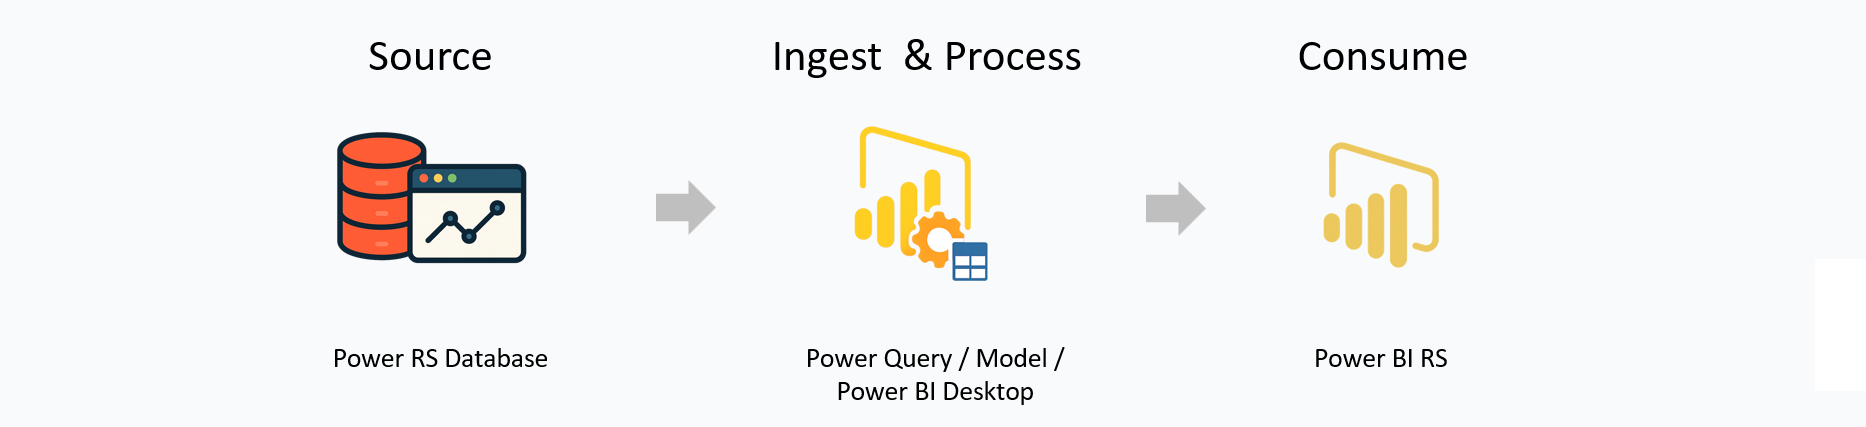 Source
Ingest & Process
Consume
Power RS Database
Power Query / Model /
Power BI Desktop
Power BI RS